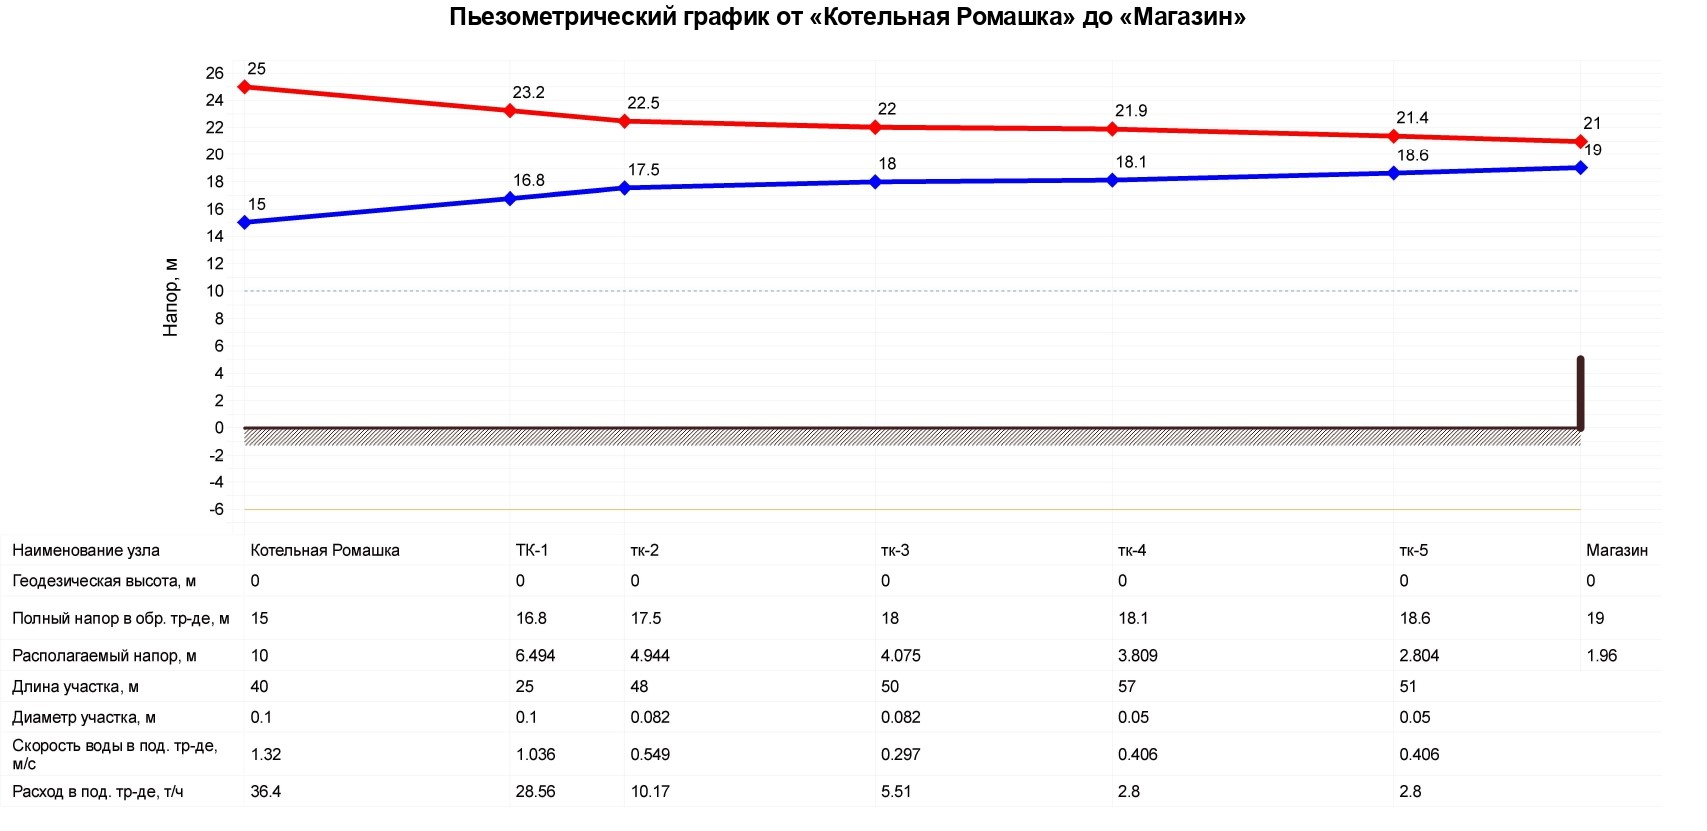 Пьезометрический график от «Котельная Ромашка» до «Магазин»
26
24
22
20
18
16
14
12
10
8
6
4
2
0
-2
-4
-6
Напор, м
25
23.2
22.5
22
21.9
21.4
21
15
16.8
17.5
18
18.1
18.6
19
Наименование узла Котельная Ромашка ТК-1 тк-2 тк-3 тк-4 тк-5 Магазин
Геодезическая высота, м 0 0 0 0 0 0 0
Полный напор в обр. тр-де, м 15 16.8 17.5 18 18.1 18.6 19
Располагаемый напор, м 10 6.494 4.944 4.075 3.809 2.804 1.96
Длина участка, м 40 25 48 50 57 51
Диаметр участка, м 0.1 0.1 0.082 0.082 0.05 0.05
Скорость воды в под. тр-де,
м/с 1.32 1.036 0.549 0.297 0.406 0.406
Расход в под. тр-де, т/ч 36.4 28.56 10.17 5.51 2.8 2.8